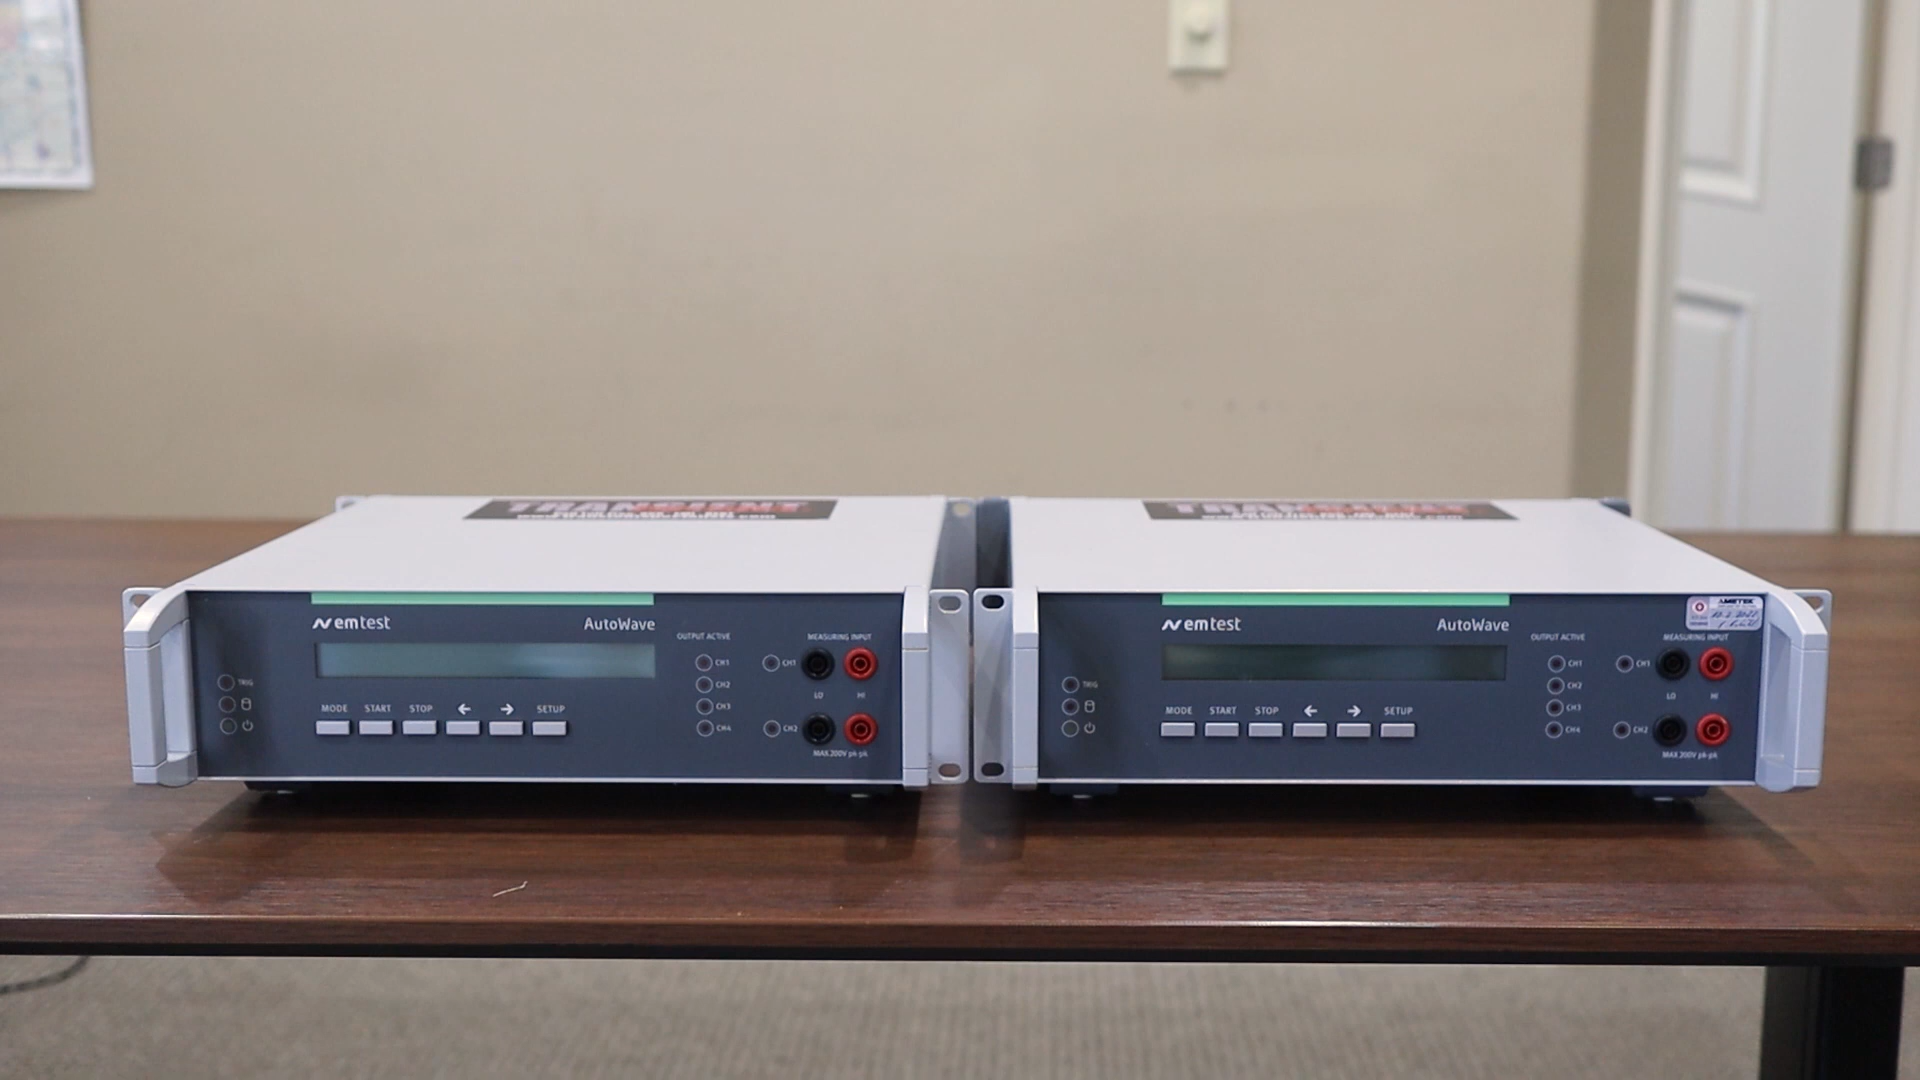 TRANSIENT
emtest
AutoWave
OUTPUT ACTIVE
MEASURING INPUT
CH1
CH1
CH2
LO
HI
TRIG
CH3
MODE
START
STOP
←
→
SETUP
CH4
CH2
MAX 200V pk-pk
TRANSIENT
emtest
AutoWave
AMETEK
OUTPUT ACTIVE
MEASURING INPUT
CH1
CH1
CH2
LO
HI
TRIG
CH3
MODE
START
STOP
←
→
SETUP
CH4
CH2
MAX 200V pk-pk